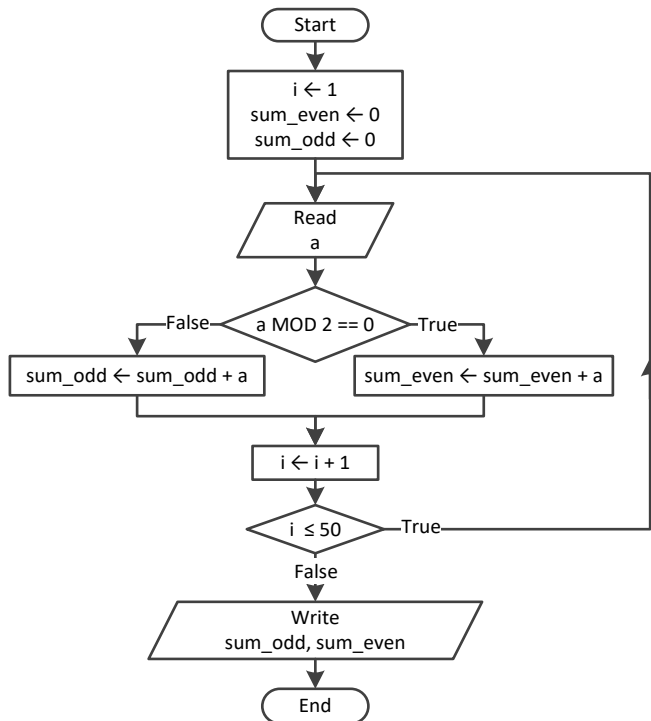 Start
i ← 1
sum_even ← 0
sum_odd ← 0
Read
a
False
a MOD 2 == 0
True
sum_odd ← sum_odd + a
sum_even ← sum_even + a
i ← i + 1
i ≤ 50
True
False
Write
sum_odd, sum_even
End